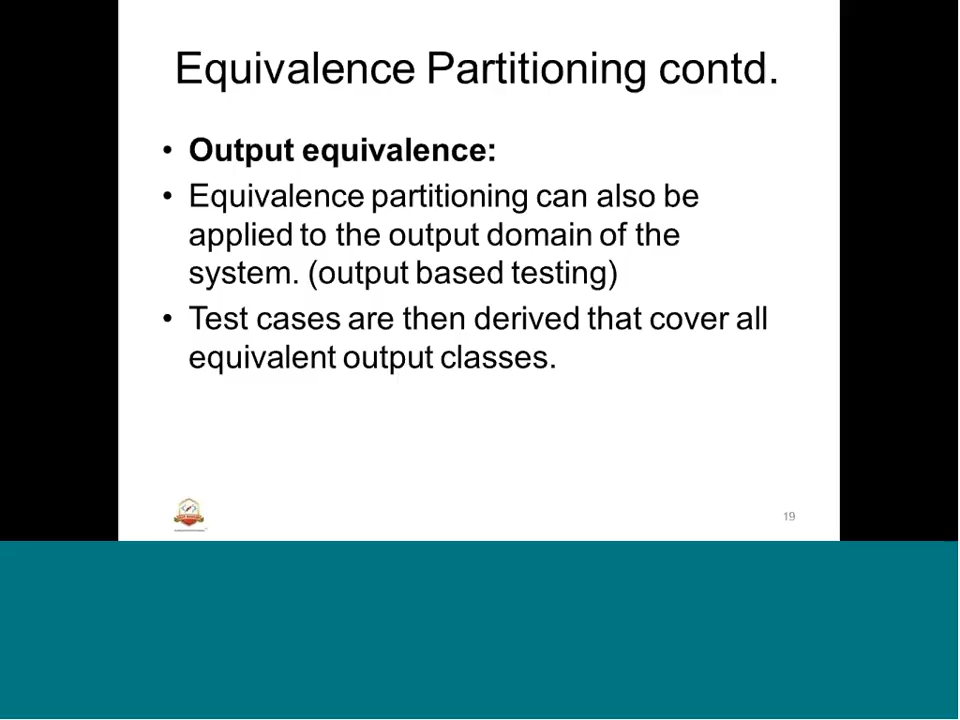 Equivalence Partitioning contd.
• Output equivalence:
• Equivalence partitioning can also be
applied to the output domain of the
system. (output based testing)
• Test cases are then derived that cover all
equivalent output classes.
19